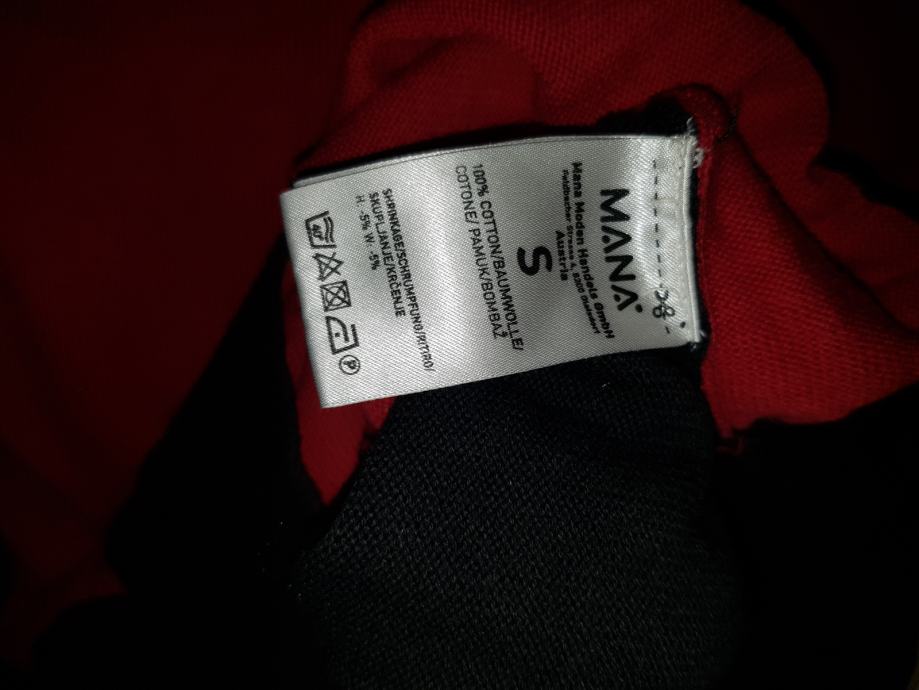 MANA
Mana Moden Handels GmbH
Austria
S
100% COTTON/BAUMWOLLE/
COTONE/ PAMUK/BOMBAŽ
SHRINKAGE/SCHRUMPFUNG/RITIRO/
SKUPLJANJE/KRČENJE
H: -5% W: -5%
40°
P